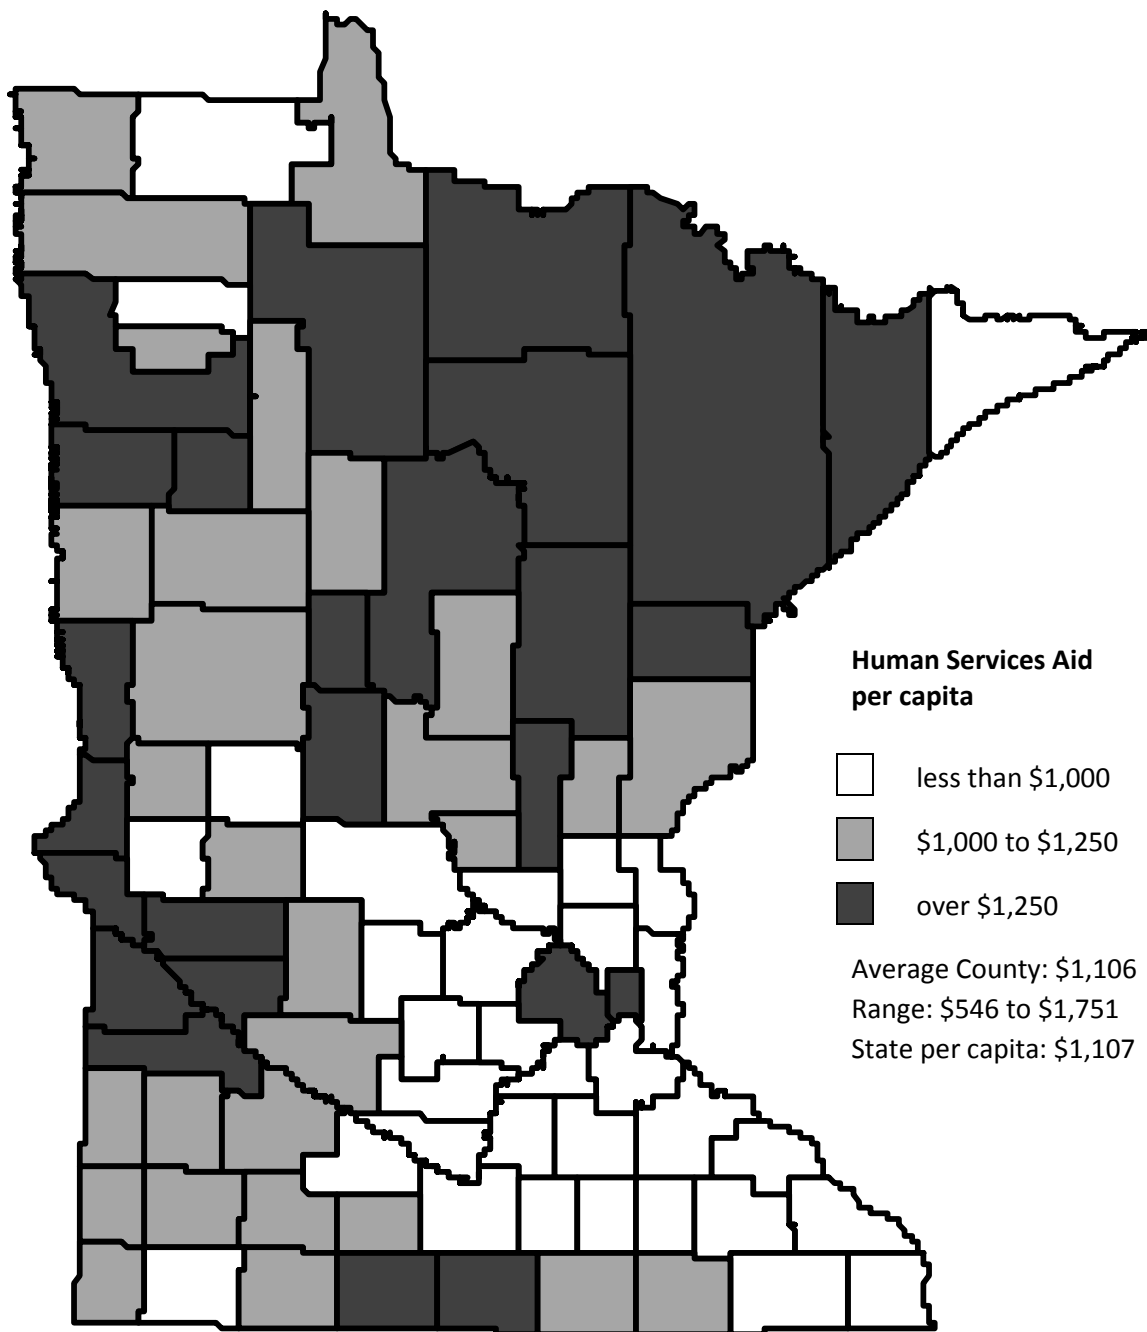 Human Services Aid
per capita
less than $1,000
$1,000 to $1,250
over $1,250
Average County: $1,106
Range: $546 to $1,751
State per capita: $1,107